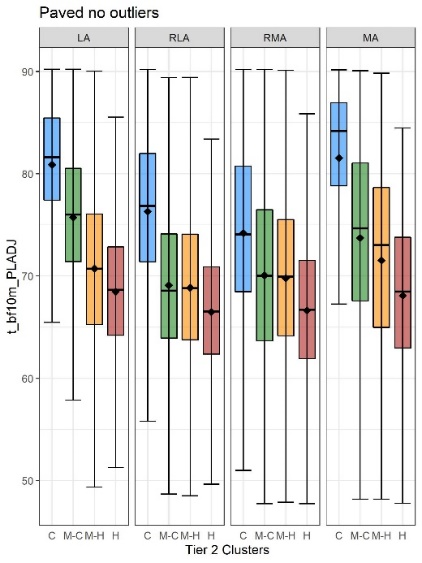 Paved no outliers
LA RLA RMA MA
90
80
70
60
50
t_bf10m_PLADJ
C M-C M-H H C M-C M-H H C M-C M-H H C M-C M-H H
Tier 2 Clusters